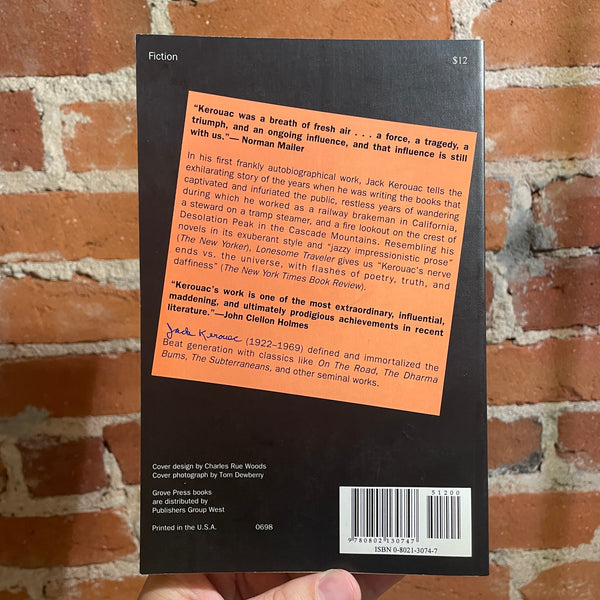 Fiction
$12
"Kerouac was a breath of fresh air . . . a force, a tragedy, a
triumph, and an ongoing influence, and that influence is still
with us."— Norman Mailer
In his first frankly autobiographical work, Jack Kerouac tells the
exhilarating story of the years when he was writing the books that
captivated and infuriated the public, restless years of wandering
during which he worked as a railway brakeman in California,
a steward on a tramp steamer, and a fire lookout on the crest of
Desolation Peak in the Cascade Mountains. Resembling his
novels in its exuberant style and "jazzy impressionistic prose"
(The New Yorker), Lonesome Traveler gives us "Kerouac's nerve
ends vs. the universe, with flashes of poetry, truth, and
daffiness" (The New York Times Book Review).
"Kerouac's work is one of the most extraordinary, influential,
maddening, and ultimately prodigious achievements in recent
literature."—John Clellon Holmes
Jack Kerouac (1922–1969) defined and immortalized the
Beat generation with classics like On The Road, The Dharma
Bums, The Subterraneans, and other seminal works.
Cover design by Charles Rue Woods
Cover photograph by Tom Dewberry
Grove Press books
are distributed by
Publishers Group West
Printed in the U.S.A. 0698
51200
9 780802 130747
ISBN 0-8021-3074-7